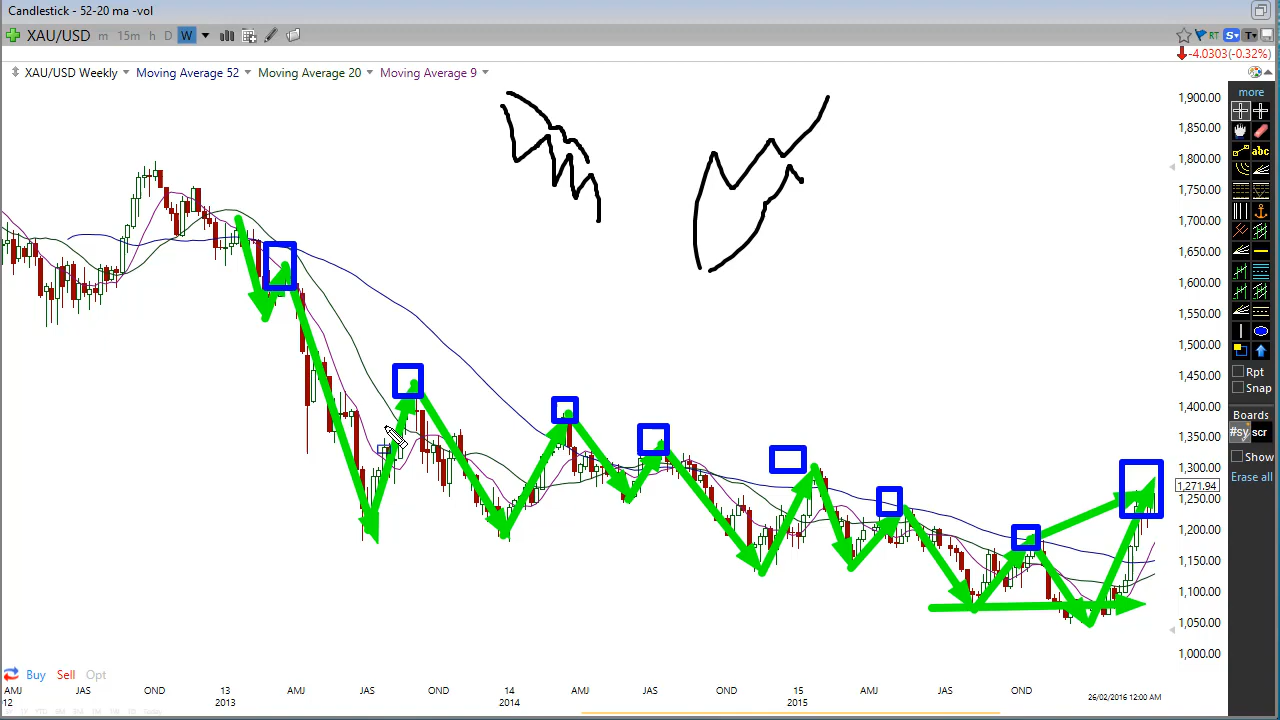 Candlestick - 52-20 ma -vol
XAU/USD m 15m h D W
RT S T
-4.0303(-0.32%)
XAU/USD Weekly Moving Average 52 Moving Average 20 Moving Average 9
more
abc
Rpt
Snap
Boards
#sy scr
Show
Erase all
1,900.00
1,850.00
1,800.00
1,750.00
1,700.00
1,650.00
1,600.00
1,550.00
1,500.00
1,450.00
1,400.00
1,350.00
1,300.00
1,271.94
1,250.00
1,200.00
1,150.00
1,100.00
1,050.00
1,000.00
Buy Sell Opt
AMJ JAS OND 13 AMJ JAS OND 14 AMJ JAS OND 15 AMJ JAS OND 26/02/2016 12:00 AM
12 2013 2014 2015